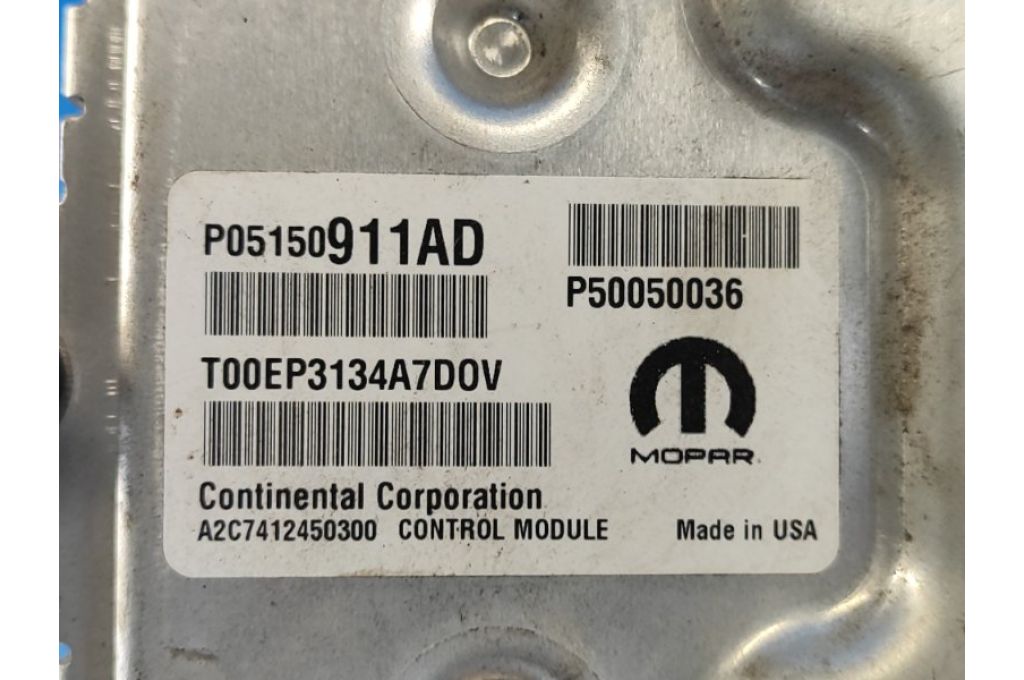 P05150911AD
P50050036
T00EP3134A7D0V
MOPAR
Continental Corporation
A2C7412450300 CONTROL MODULE Made in USA